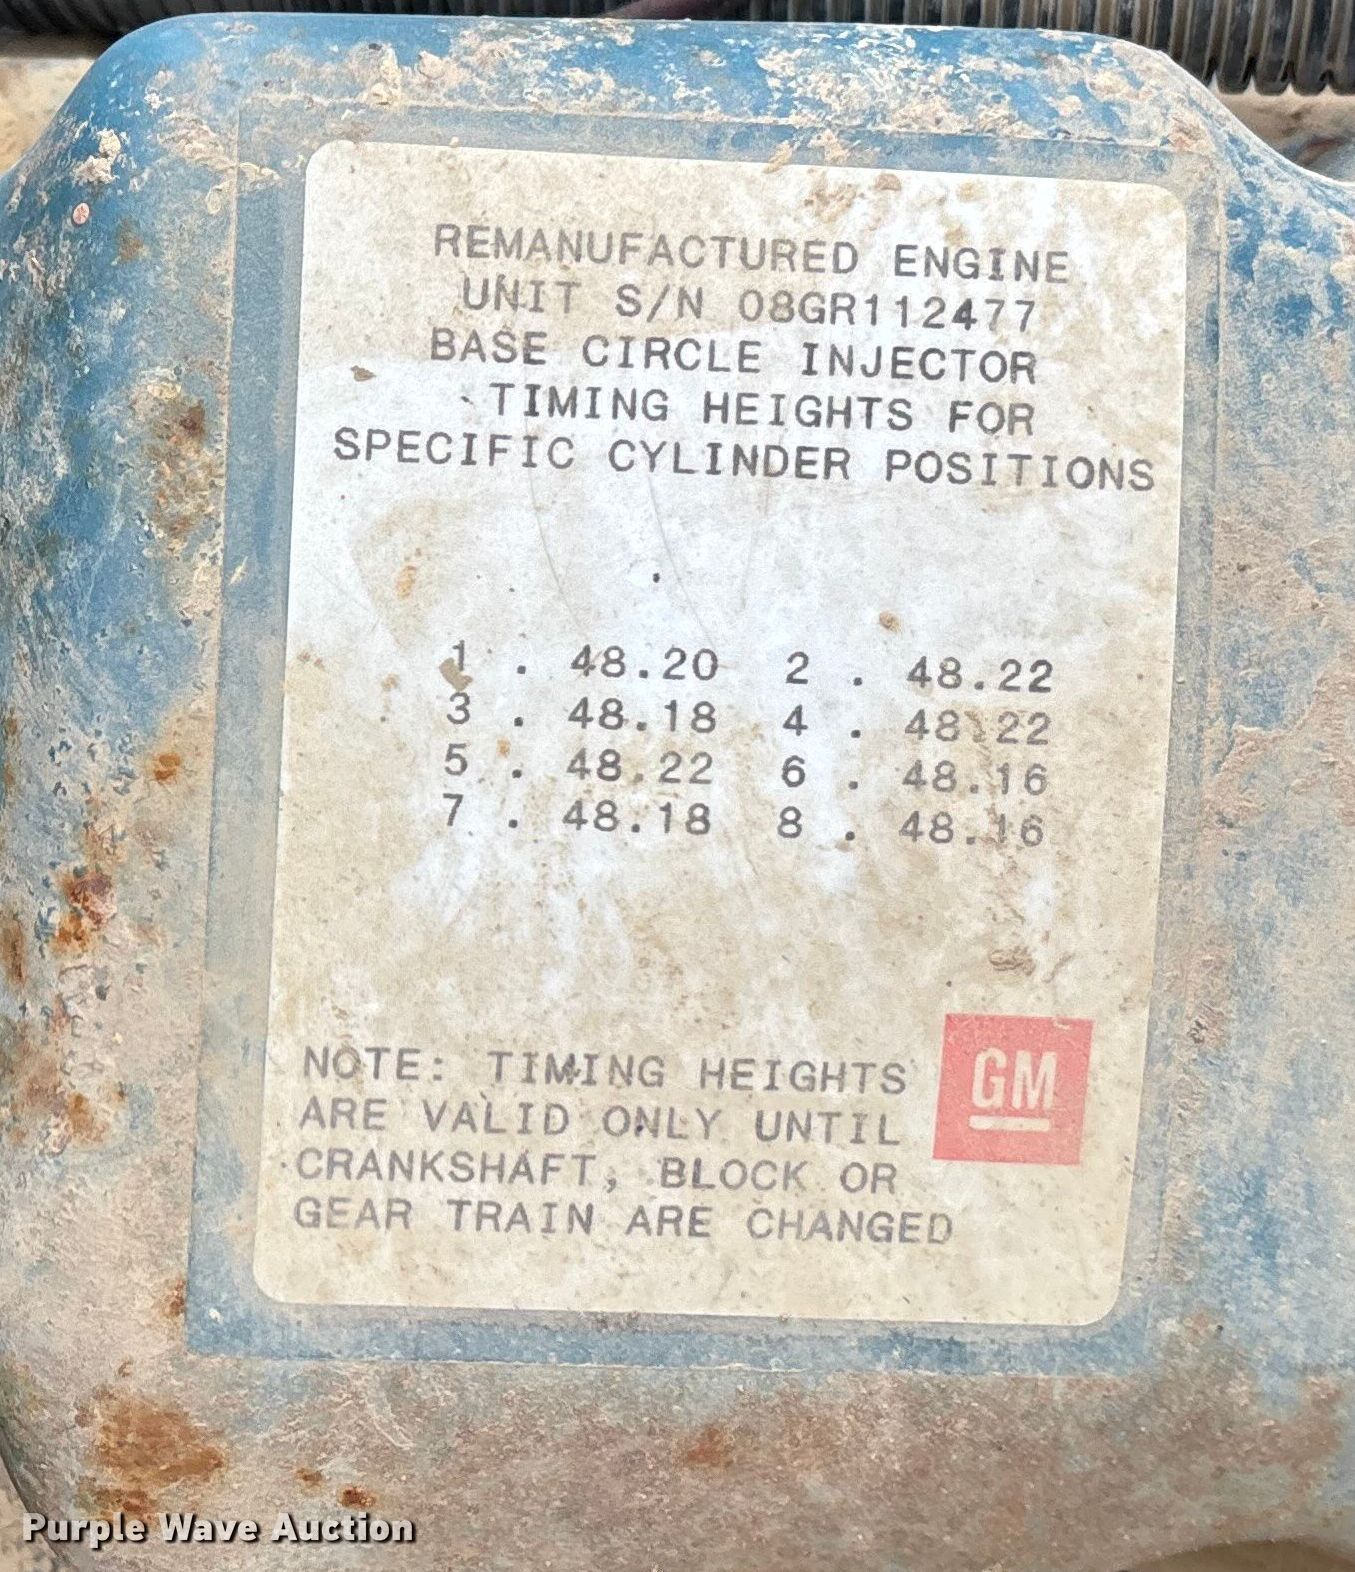 REMANUFACTURED ENGINE
UNIT S/N 08GR112477
BASE CIRCLE INJECTOR
TIMING HEIGHTS FOR
SPECIFIC CYLINDER POSITIONS
1 . 48.20 2 . 48.22
3 . 48.18 4 . 48.22
5 . 48.22 6 . 48.16
7 . 48.18 8 . 48.16
NOTE: TIMING HEIGHTS
ARE VALID ONLY UNTIL
CRANKSHAFT, BLOCK OR
GEAR TRAIN ARE CHANGED
GM
Purple Wave Auction